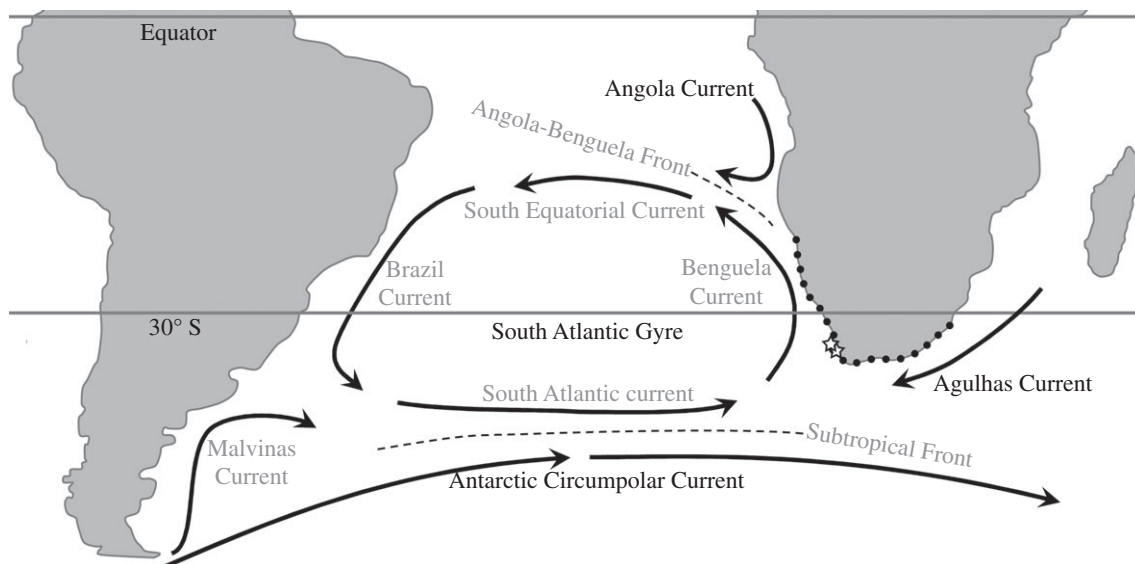 Equator
Angola Current
Angola-Benguela Front
South Equatorial Current
Brazil
Current
Benguela
Current
30° S
South Atlantic Gyre
Agulhas Current
South Atlantic current
Malvinas
Current
Subtropical Front
Antarctic Circumpolar Current